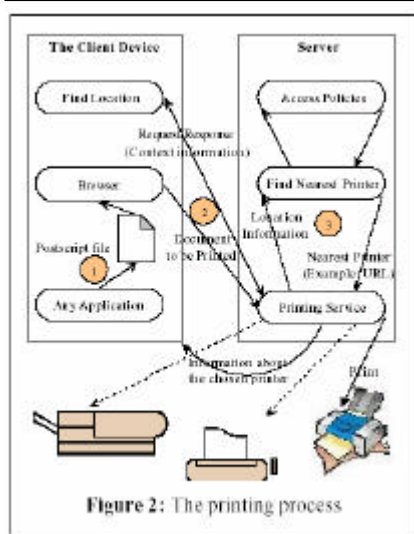 The Client Device
Server
Find Location
Access Policies
Request Response
(Context information)
Browser
Find Nearest Printer
2
Location
Information
3
Postscript file
1
Document
to be Printed
Nearest Printer
(Example: URL)
Any Application
Printing Service
Information about
the chosen printer
Print
Figure 2: The printing process